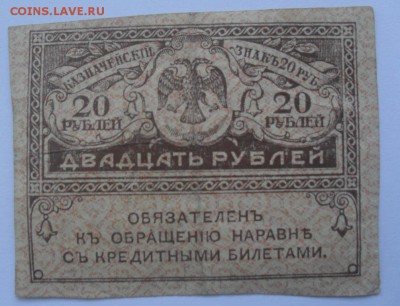 COINS.LAVE.RU
КАЗНАЧЕЙСКІЙ ЗНАКЪ 20 РУБ.
20 РУБЛЕЙ
20 РУБЛЕЙ
ДВАДЦАТЬ РУБЛЕЙ
ОБЯЗАТЕЛЕНЪ
КЪ ОБРАЩЕНІЮ НАРАВНѢ
СЪ КРЕДИТНЫМИ БИЛЕТАМИ.